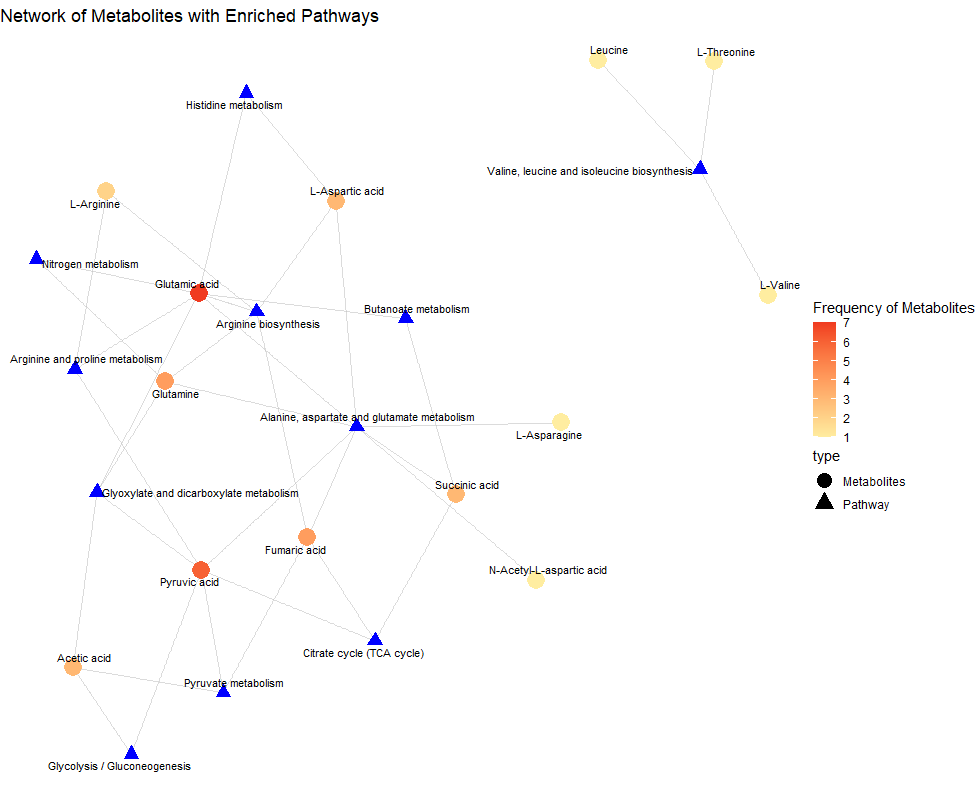 Network of Metabolites with Enriched Pathways
Leucine
L-Threonine
Histidine metabolism
Valine, leucine and isoleucine biosynthesis
L-Arginine
L-Aspartic acid
Nitrogen metabolism
Glutamic acid
L-Valine
Butanoate metabolism
Arginine biosynthesis
Arginine and proline metabolism
Glutamine
Alanine, aspartate and glutamate metabolism
L-Asparagine
Succinic acid
Glyoxylate and dicarboxylate metabolism
Fumaric acid
N-Acetyl-L-aspartic acid
Pyruvic acid
Citrate cycle (TCA cycle)
Acetic acid
Pyruvate metabolism
Glycolysis / Gluconeogenesis
Frequency of Metabolites
7
6
5
4
3
2
1
type
Metabolites
Pathway